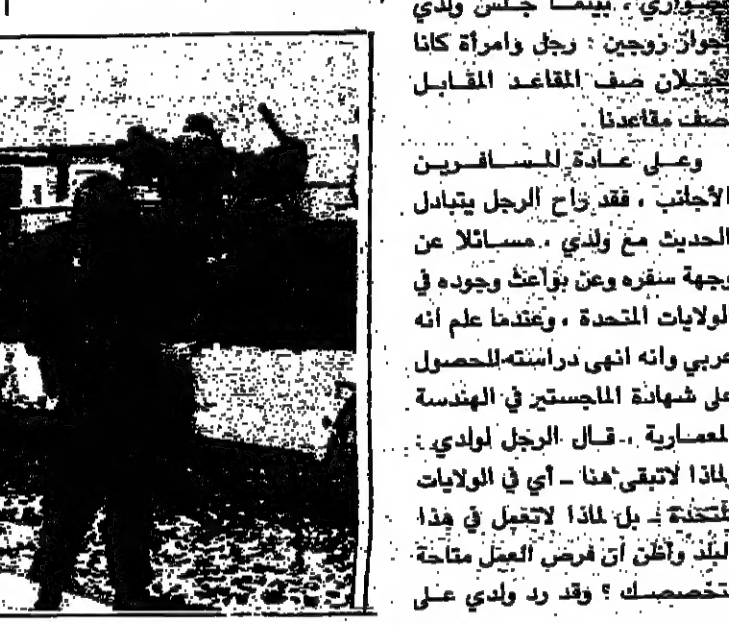 بجواري ، بينما جلس ولدي
بجوار زوجين : رجل وامرأة كانا
يحتلان صف المقاعد المقابل
لصف مقاعدنا .
وعلى عادة المسافرين
الأجانب ، فقد راح الرجل يتبادل
الحديث مع ولدي ، مسائلا عن
وجهة سفره وعن بواعث وجوده في
الولايات المتحدة ، وعندما علم أنه
عربي وانه انهى دراسته للحصول
على شهادة الماجستير في الهندسة
المعمارية ، قال الرجل لولدي :
لماذا لاتبقى هنا - أي في الولايات
المتحدة - بل لماذا لاتعمل في هذا
البلد وأظن أن فرص العمل متاحة
لتخصصك ؟ وقد رد ولدي على